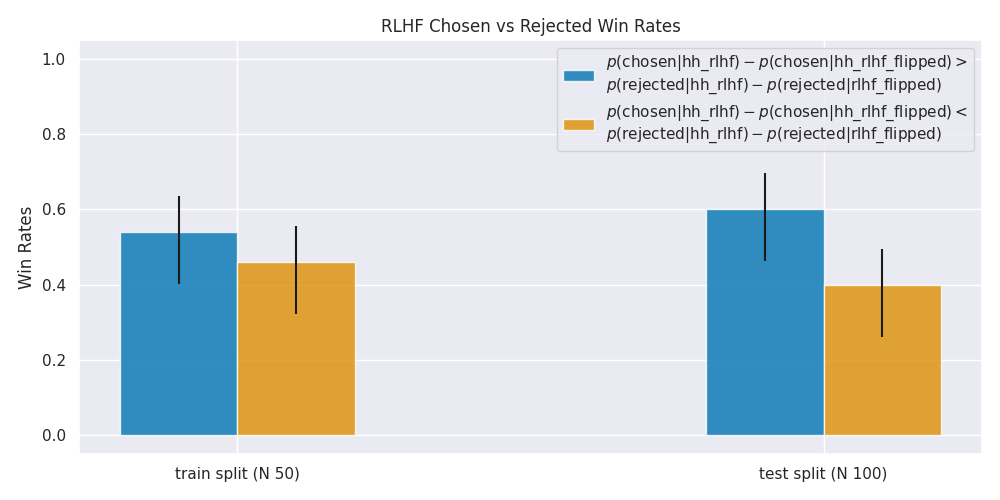 RLHF Chosen vs Rejected Win Rates
p(chosen|hh_rlhf) − p(chosen|hh_rlhf_flipped) >
p(rejected|hh_rlhf) − p(rejected|rlhf_flipped)
p(chosen|hh_rlhf) − p(chosen|hh_rlhf_flipped) <
p(rejected|hh_rlhf) − p(rejected|rlhf_flipped)
Win Rates
1.0
0.8
0.6
0.4
0.2
0.0
train split (N 50)
test split (N 100)